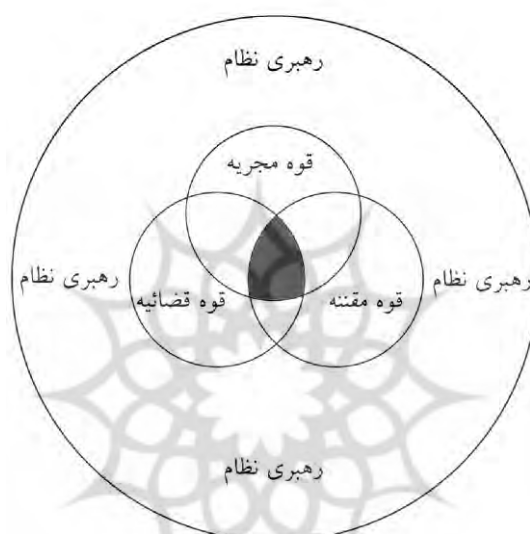 رهبری نظام
قوه مجریه
رهبری نظام
قوه مقننه
قوه قضائیه
رهبری نظام
رهبری نظام